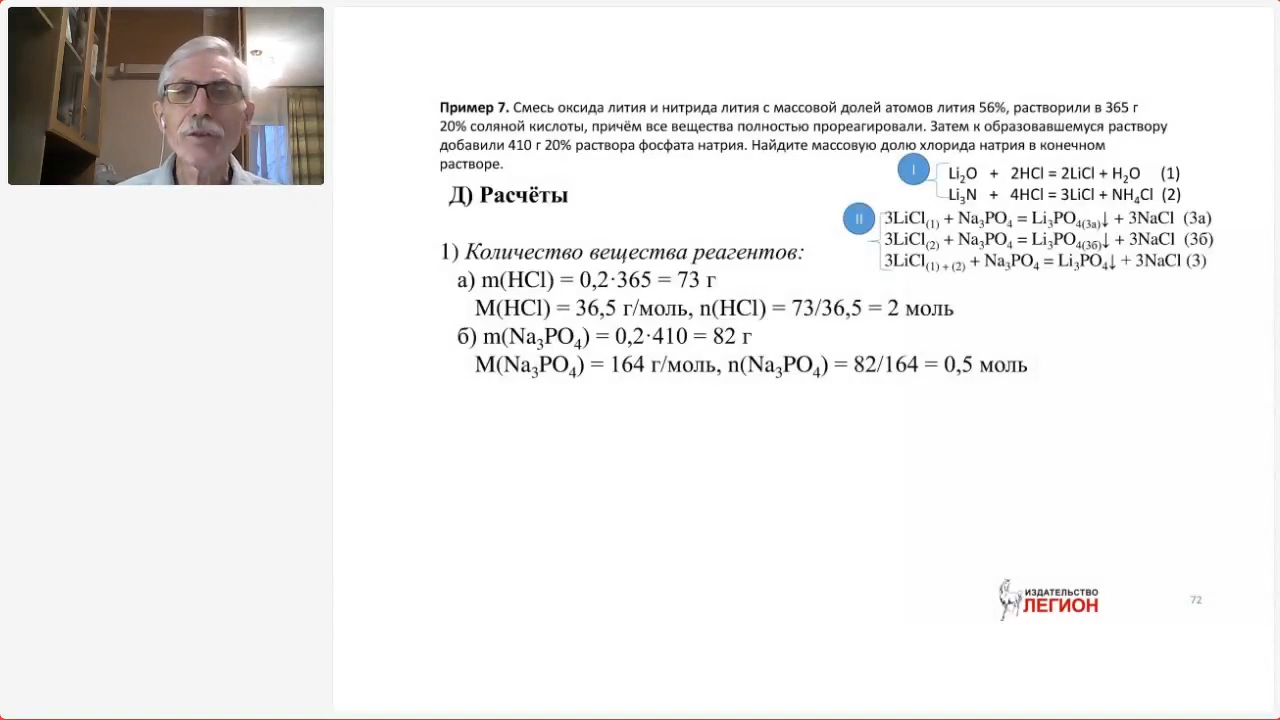 Пример 7. Смесь оксида лития и нитрида лития с массовой долей атомов лития 56%, растворили в 365 г
20% соляной кислоты, причём все вещества полностью прореагировали. Затем к образовавшемуся раствору
добавили 410 г 20% раствора фосфата натрия. Найдите массовую долю хлорида натрия в конечном
растворе.
I
Li₂O + 2HCl = 2LiCl + H₂O (1)
Li₃N + 4HCl = 3LiCl + NH₄Cl (2)
Д) Расчёты
II
3LiCl₍₁₎ + Na₃PO₄ = Li₃PO₄₍₃ₐ₎↓ + 3NaCl (3а)
3LiCl₍₂₎ + Na₃PO₄ = Li₃PO₄₍₃б₎↓ + 3NaCl (3б)
3LiCl₍₁₎ ₊ ₍₂₎ + Na₃PO₄ = Li₃PO₄↓ + 3NaCl (3)
1) Количество вещества реагентов:
а) m(HCl) = 0,2·365 = 73 г
M(HCl) = 36,5 г/моль, n(HCl) = 73/36,5 = 2 моль
б) m(Na₃PO₄) = 0,2·410 = 82 г
M(Na₃PO₄) = 164 г/моль, n(Na₃PO₄) = 82/164 = 0,5 моль
ИЗДАТЕЛЬСТВО
ЛЕГИОН
72